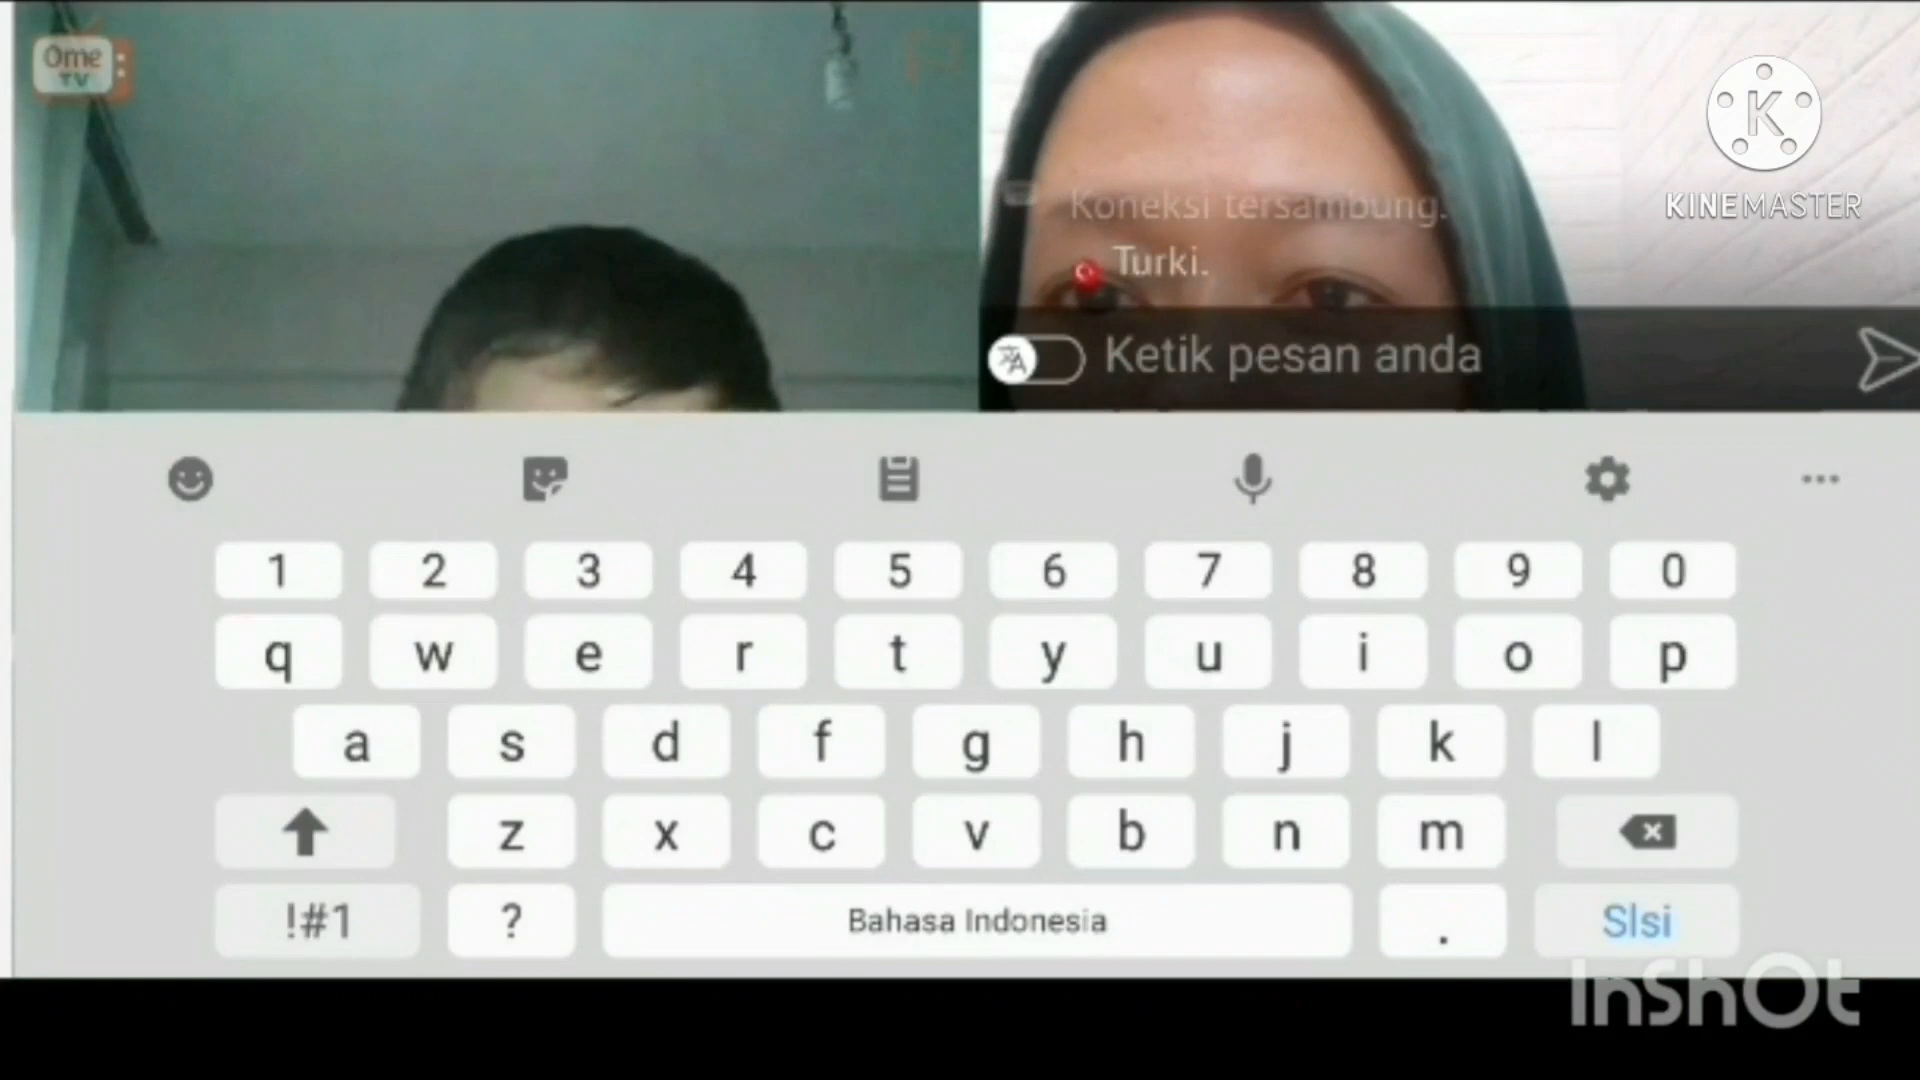 Ome
TV
Koneksi tersambung.
Turki.
Ketik pesan anda
K
KINEMASTER
1 2 3 4 5 6 7 8 9 0
q w e r t y u i o p
a s d f g h j k l
z x c v b n m
!#1 ? Bahasa Indonesia . Slsi
InShOt